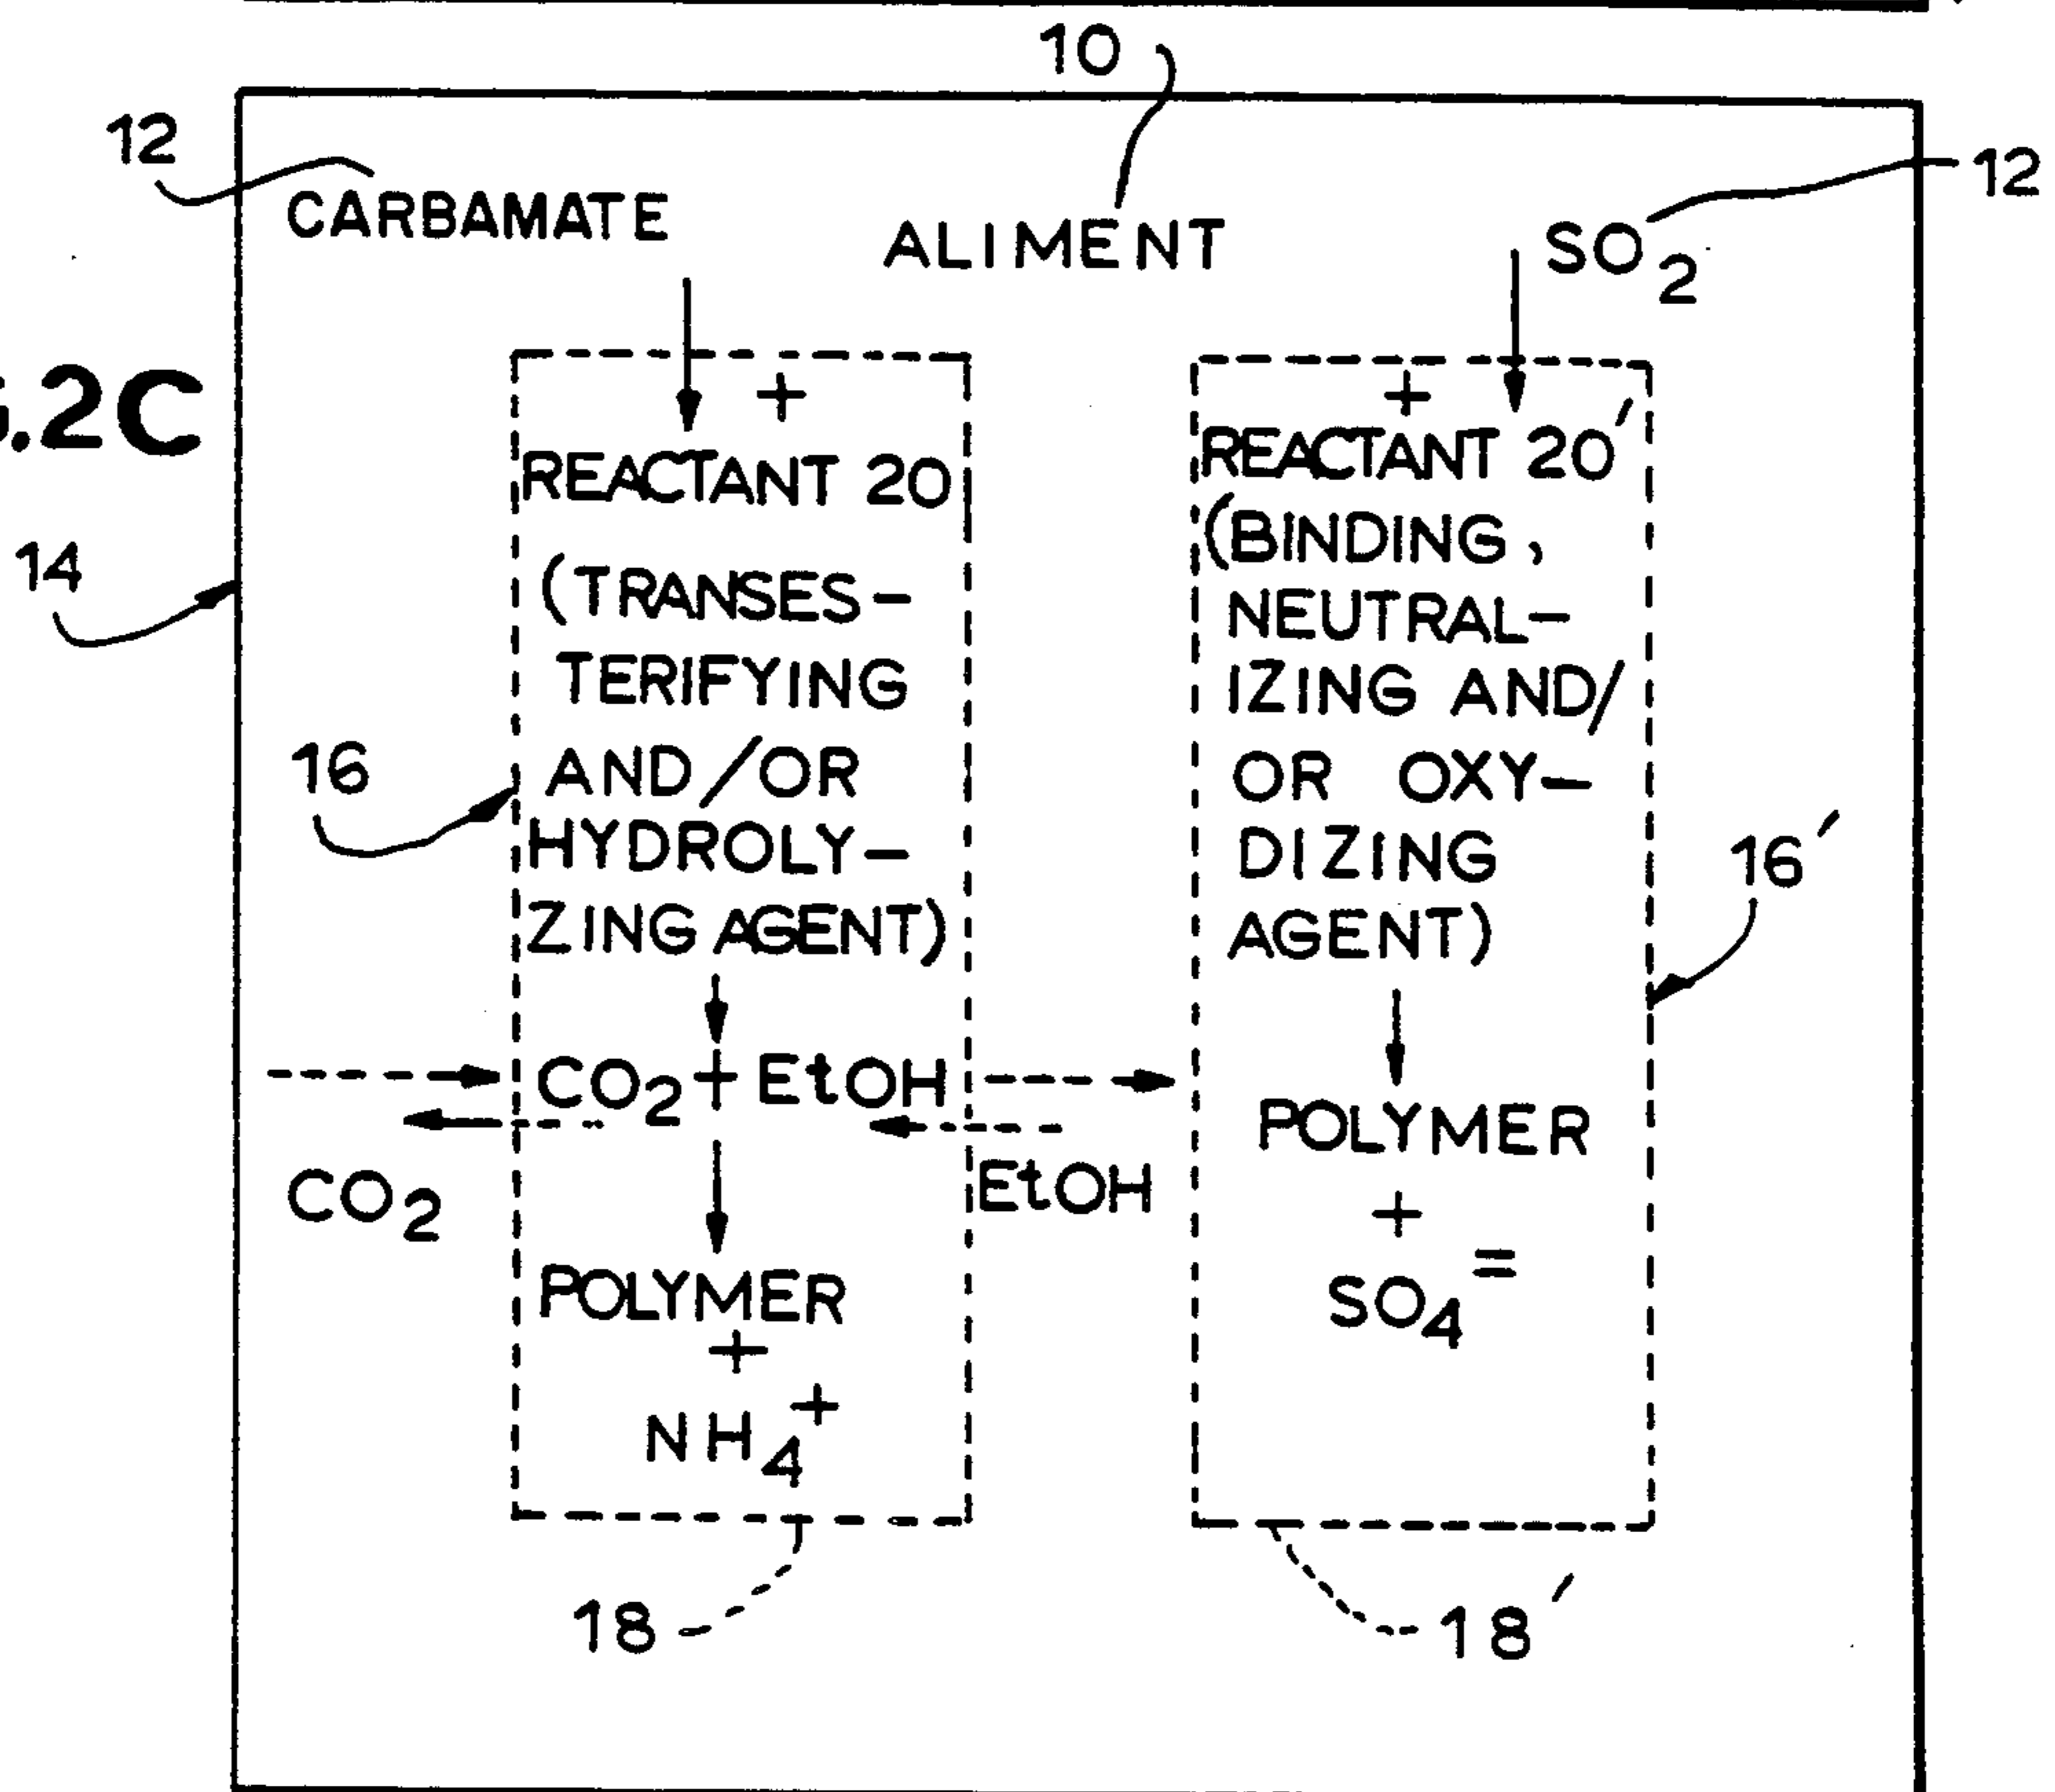 10
12
12
CARBAMATE
ALIMENT
SO2
.2C
+
REACTANT 20
(TRANSES-
TERIFYING
AND/OR
HYDROLY-
ZING AGENT)
CO2 + EtOH
CO2
EtOH
POLYMER
+
NH4+
+
REACTANT 20'
(BINDING,
NEUTRAL-
IZING AND/
OR OXY-
DIZING
AGENT)
POLYMER
+
SO4=
14
16
16'
18
18'